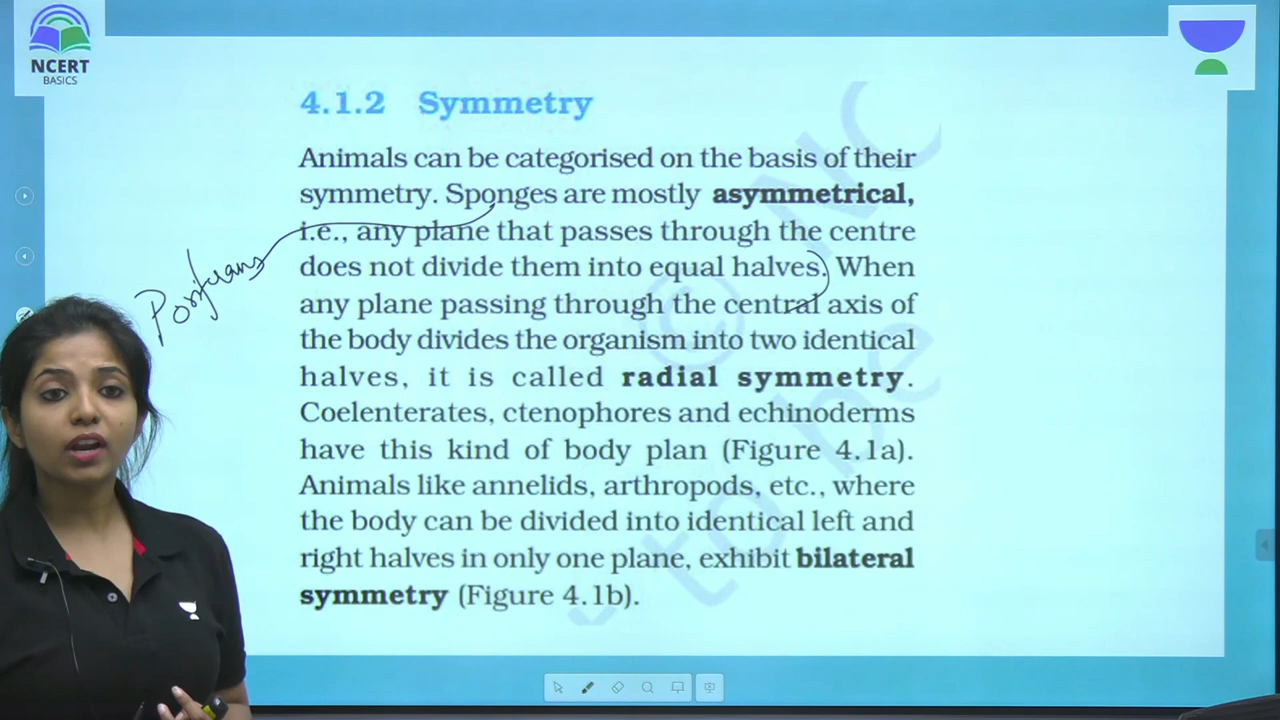 NCERT
BASICS
4.1.2 Symmetry
Animals can be categorised on the basis of their
symmetry. Sponges are mostly asymmetrical,
i.e., any plane that passes through the centre
does not divide them into equal halves. When
any plane passing through the central axis of
the body divides the organism into two identical
halves, it is called radial symmetry.
Coelenterates, ctenophores and echinoderms
have this kind of body plan (Figure 4.1a).
Animals like annelids, arthropods, etc., where
the body can be divided into identical left and
right halves in only one plane, exhibit bilateral
symmetry (Figure 4.1b).
Poriferans
© NC
to be